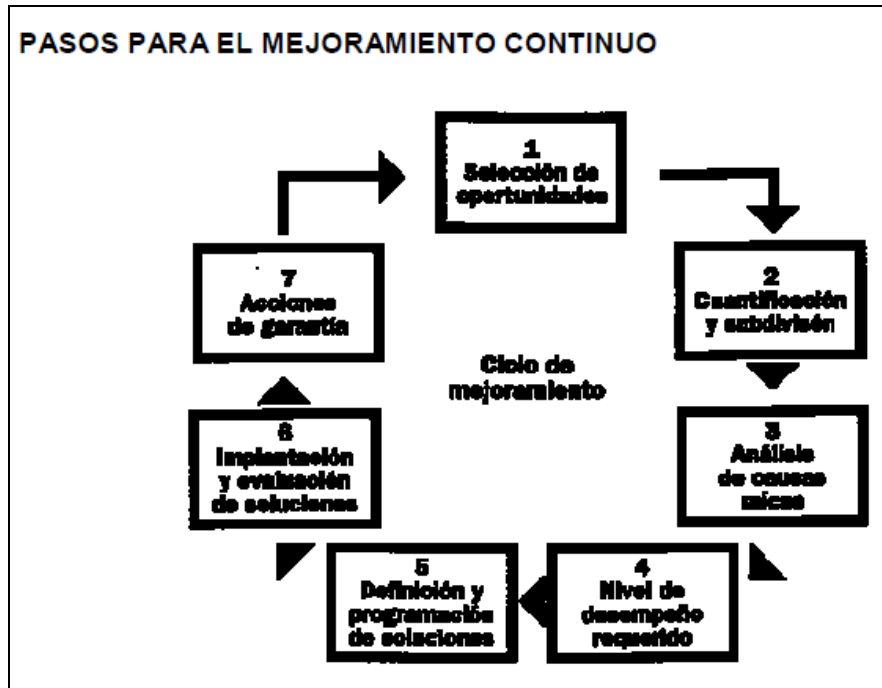 PASOS PARA EL MEJORAMIENTO CONTINUO
1
Selección de
oportunidades
2
Cuantificación
y subdivisén
3
Análisis
de causas
raíces
4
Nivel de
desempeño
requerido
5
Definición y
programación
de soluciones
6
Implantación
y evaluación
de soluciones
7
Acciones
de garantía
Ciclo de
mejoramiento